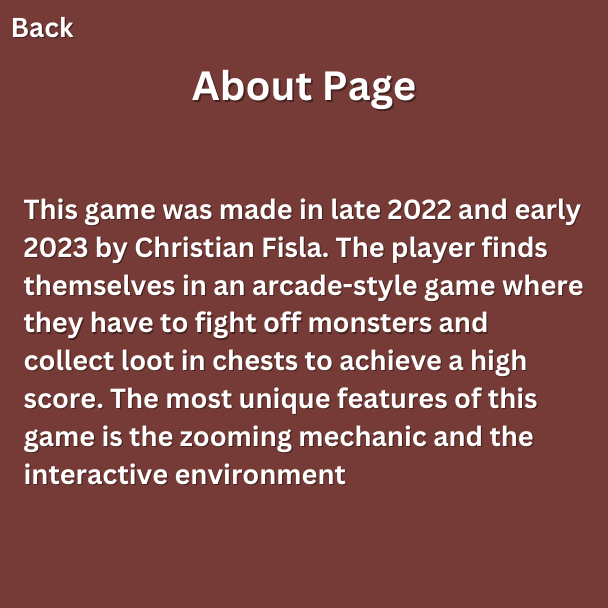 Back
About Page
This game was made in late 2022 and early
2023 by Christian Fisla. The player finds
themselves in an arcade-style game where
they have to fight off monsters and
collect loot in chests to achieve a high
score. The most unique features of this
game is the zooming mechanic and the
interactive environment